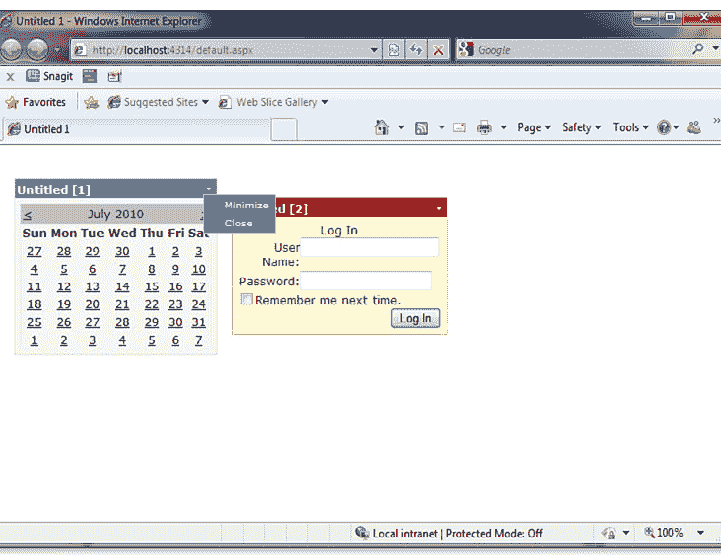 Untitled 1 - Windows Internet Explorer
http://localhost:4314/default.aspx
Google
x Snagit
Favorites Suggested Sites Web Slice Gallery
Untitled 1 Page Safety Tools »
Untitled [1]
Minimize
Close
ed [2]
< July 2010
Sun Mon Tue Wed Thu Fri Sat
27 28 29 30 1 2 3
4 5 6 7 8 9 10
11 12 13 14 15 16 17
18 19 20 21 22 23 24
25 26 27 28 29 30 31
1 2 3 4 5 6 7
Log In
User
Name:
Password:
Remember me next time.
Log In
Local intranet | Protected Mode: Off 100%